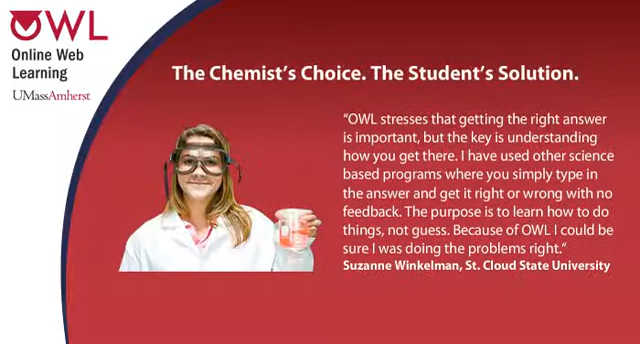 OWL
Online Web
Learning
UMassAmherst
The Chemist's Choice. The Student's Solution.
“OWL stresses that getting the right answer
is important, but the key is understanding
how you get there. I have used other science
based programs where you simply type in
the answer and get it right or wrong with no
feedback. The purpose is to learn how to do
things, not guess. Because of OWL I could be
sure I was doing the problems right.”
Suzanne Winkelman, St. Cloud State University